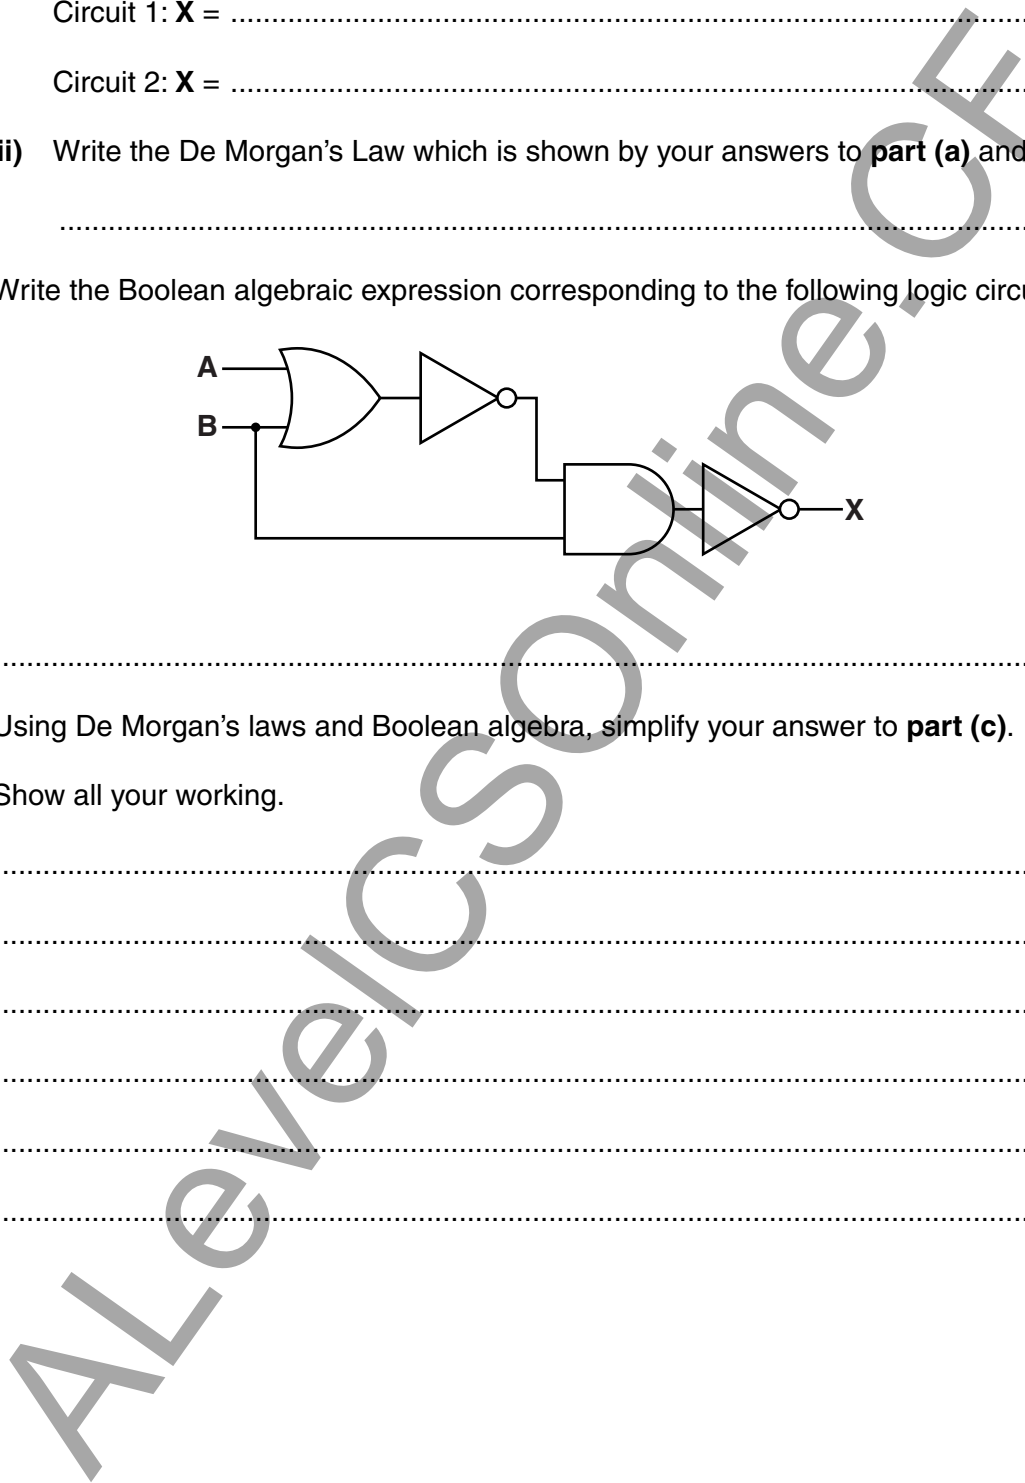 Circuit 1: X = ................................................................................
Circuit 2: X = ................................................................................
ii) Write the De Morgan's Law which is shown by your answers to part (a) and
................................................................................
Write the Boolean algebraic expression corresponding to the following logic
A
B
X
................................................................................
Using De Morgan's laws and Boolean algebra, simplify your answer to part (c).
Show all your working.
................................................................................
................................................................................
................................................................................
................................................................................
................................................................................
................................................................................
ALevelCSOnline.CF